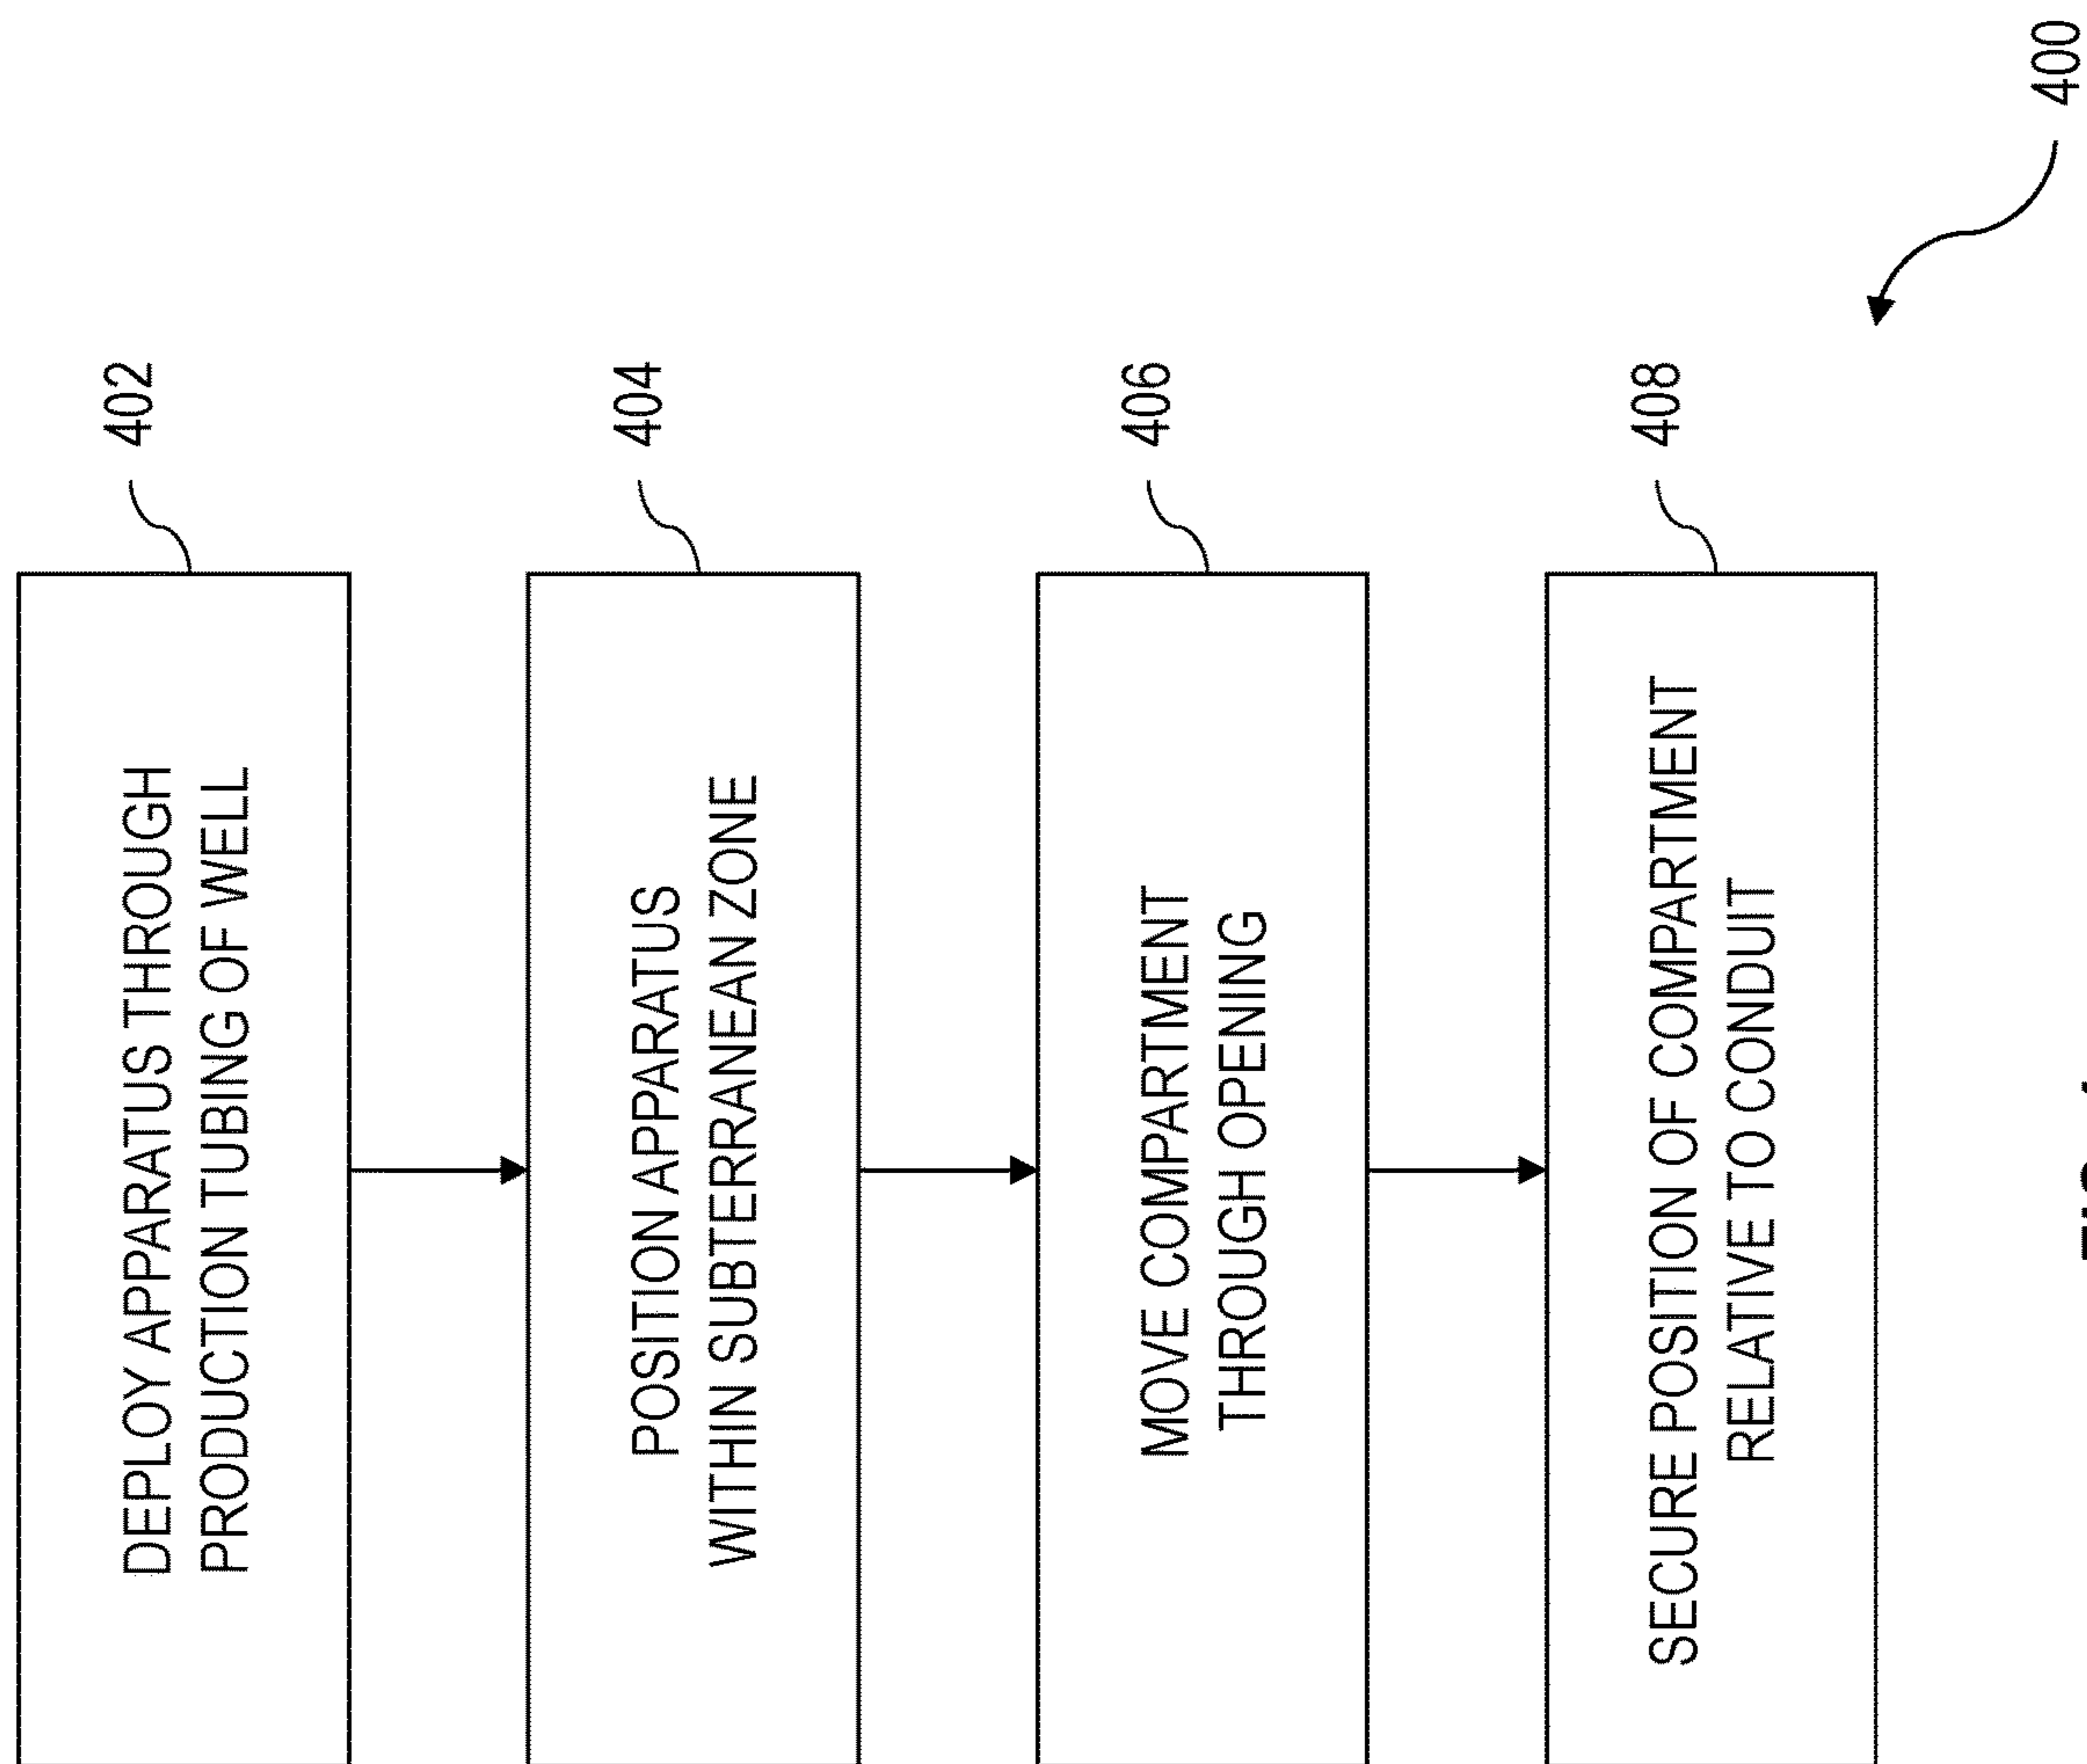 400
402
DEPLOY APPARATUS THROUGH
PRODUCTION TUBING OF WELL
404
POSITION APPARATUS
WITHIN SUBTERRANEAN ZONE
406
MOVE COMPARTMENT
THROUGH OPENING
408
SECURE POSITION OF COMPARTMENT
RELATIVE TO CONDUIT